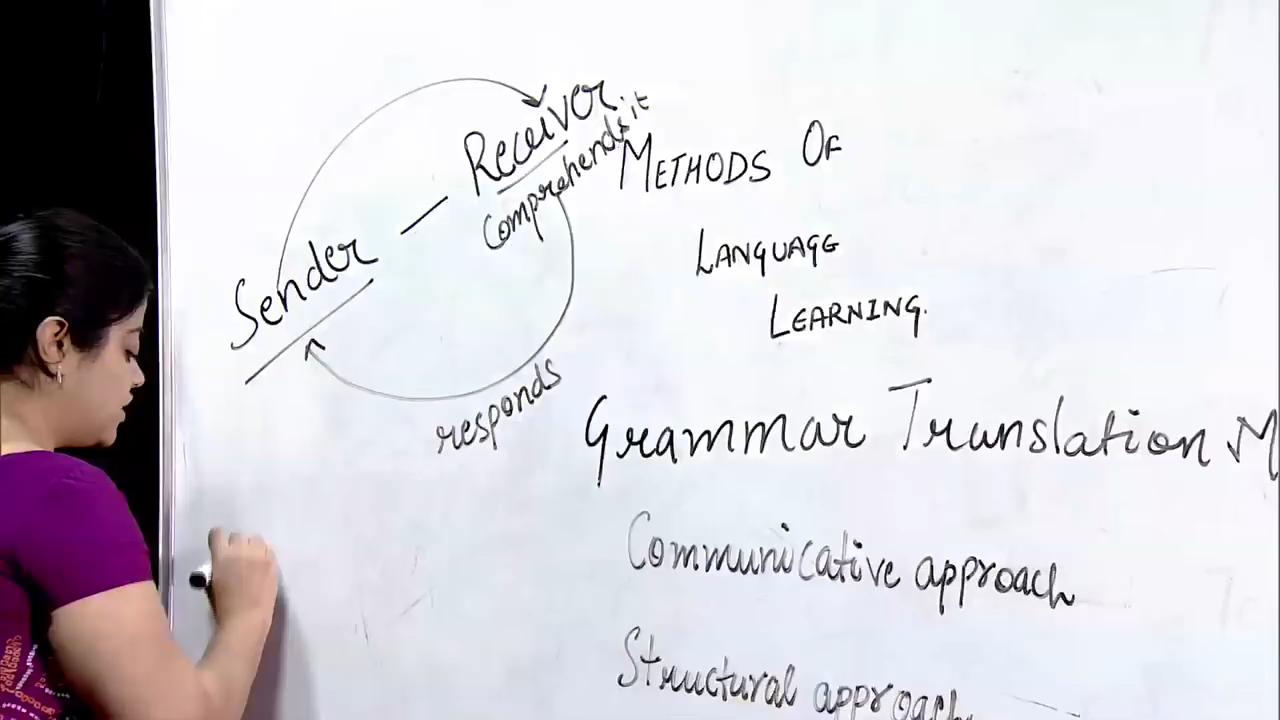 Receiver.
Comprehends it
Sender —
responds
METHODS OF
LANGUAGE
LEARNING.
Grammar Translation M
Communicative approach
Structural approach